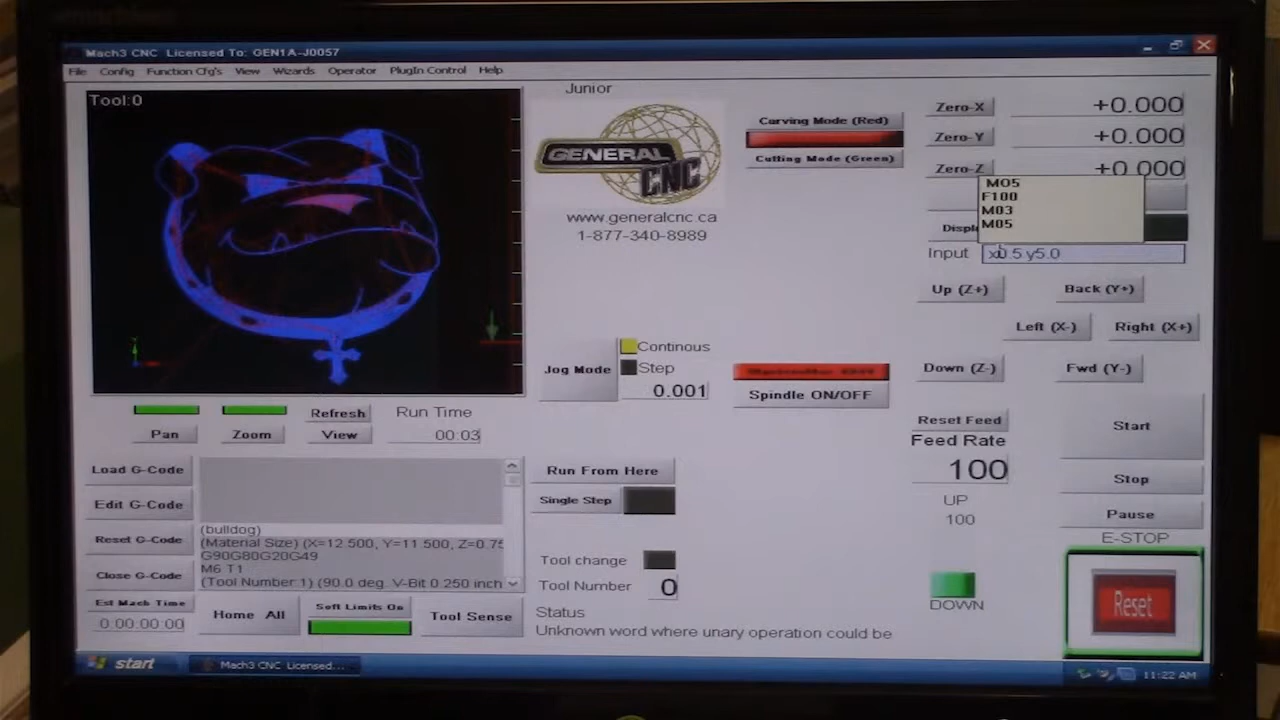 Mach3 CNC Licensed To: GEN1A-J0057
File Config Function Cfg's View Wizards Operator PlugIn Control Help
Tool:0
Junior
GENERAL
CNC
www.generalcnc.ca
1-877-340-8989
Carving Mode (Red)
Cutting Mode (Green)
Zero-X +0.000
Zero-Y +0.000
Zero-Z +0.000
M05
F100
M03
M05
Input x0.5 y5.0
Up (Z+) Back (Y+)
Left (X-) Right (X+)
Down (Z-) Fwd (Y-)
Jog Mode
Continous
Step
0.001
Spindle ON/OFF
Pan Zoom
Refresh
View
Run Time
00:03
Reset Feed
Feed Rate
100
UP
100
DOWN
Start
Stop
Pause
E-STOP
Reset
Load G-Code
Edit G-Code
Reset G-Code
Close G-Code
Est Mach Time
0:00:00:00
(bulldog)
(Material Size) (X=12.500, Y=11.500, Z=0.75
G90G80G20G49
M6 T1
(Tool Number:1) (90.0 deg. V-Bit 0.250 inch
Run From Here
Single Step
Tool change
Tool Number 0
Home All
Soft Limits On
Tool Sense
Status
Unknown word where unary operation could be
start
Mach3 CNC Licensed...
11:22 AM